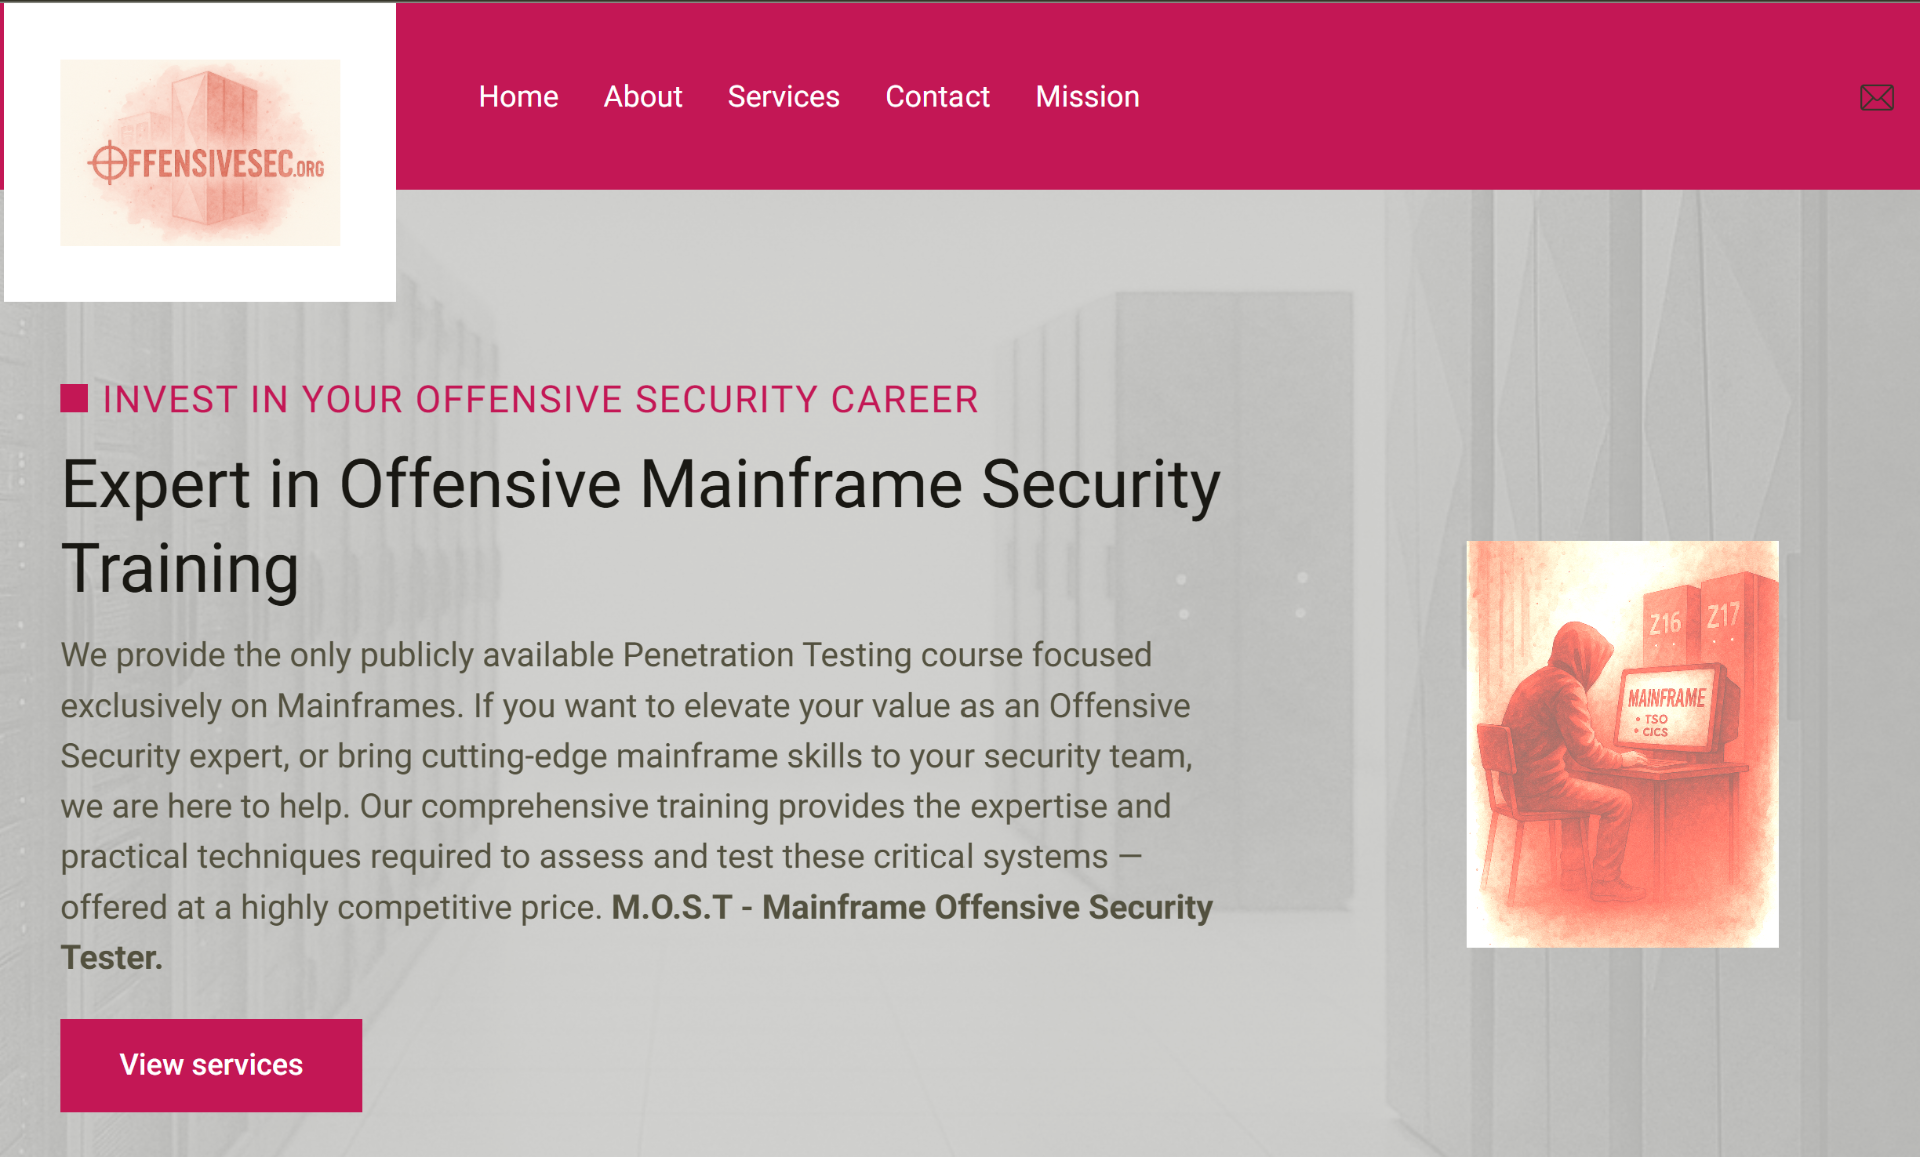 OFFENSIVESEC.ORG
Home About Services Contact Mission
INVEST IN YOUR OFFENSIVE SECURITY CAREER
Expert in Offensive Mainframe Security
Training
We provide the only publicly available Penetration Testing course focused
exclusively on Mainframes. If you want to elevate your value as an Offensive
Security expert, or bring cutting-edge mainframe skills to your security team,
we are here to help. Our comprehensive training provides the expertise and
practical techniques required to assess and test these critical systems —
offered at a highly competitive price. M.O.S.T - Mainframe Offensive Security
Tester.
Z16 Z17
MAINFRAME
• TSO
• CICS
View services